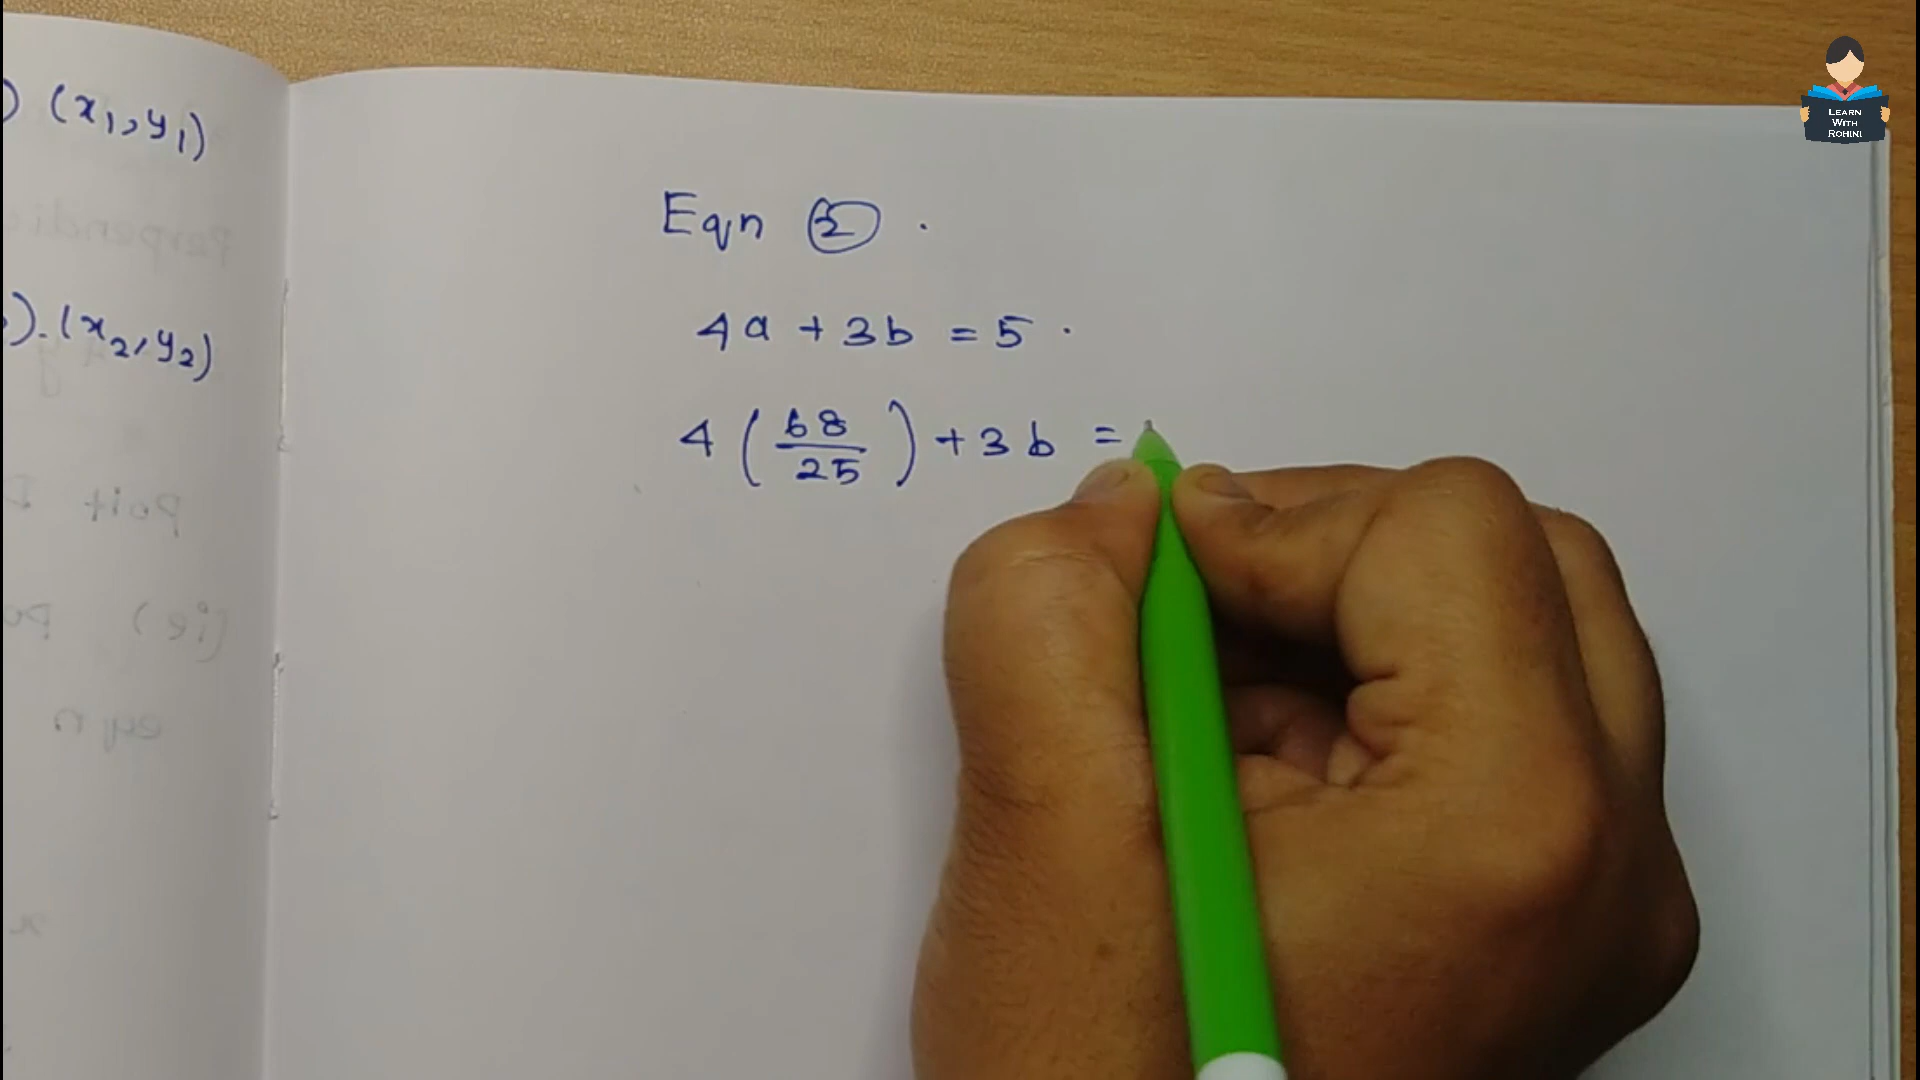 ) (x₁,y₁)
). (x₂,y₂)
Eqn ②.
4a + 3b = 5.
4 ( 68/25 ) + 3b =
LEARN
WITH
ROHINI